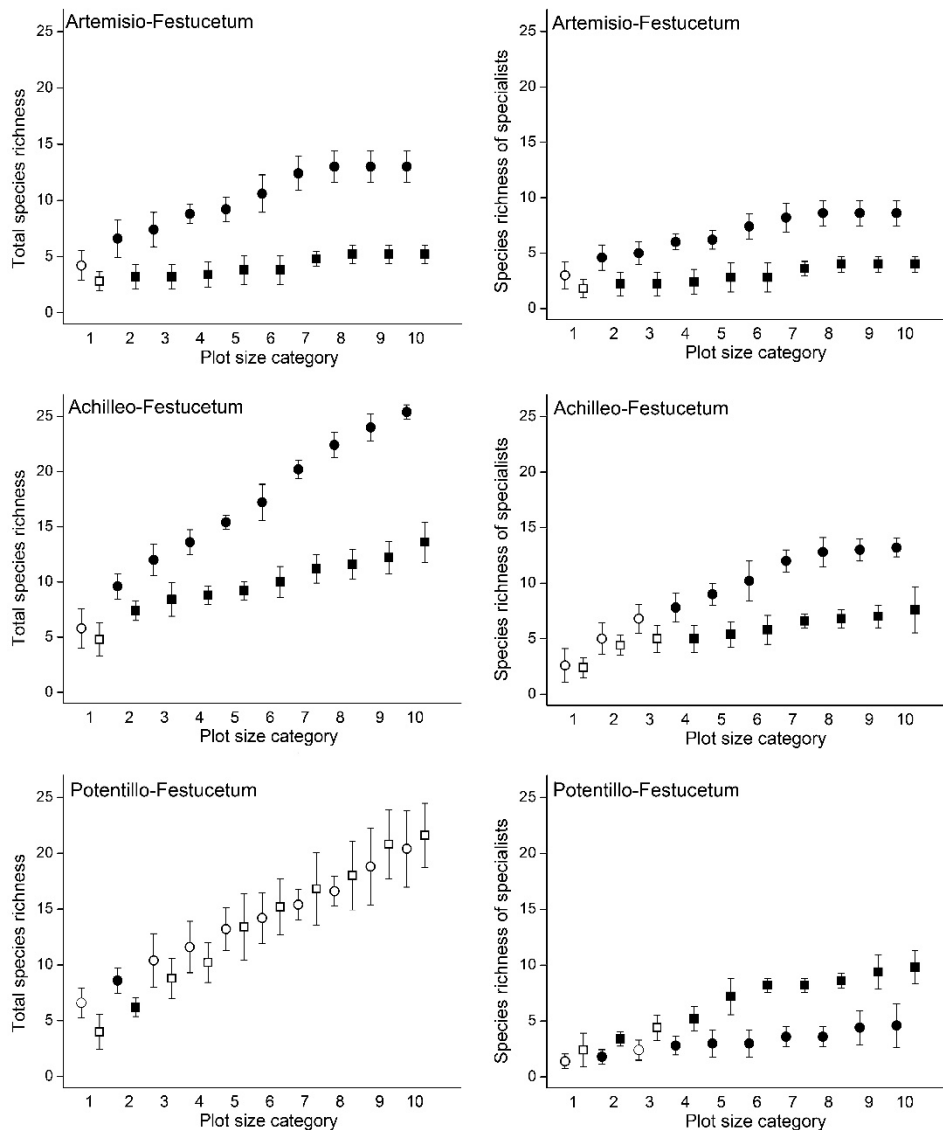 Artemisio-Festucetum
Total species richness
25
20
15
10
5
0
1 2 3 4 5 6 7 8 9 10
Plot size category
Artemisio-Festucetum
Species richness of specialists
25
20
15
10
5
0
1 2 3 4 5 6 7 8 9 10
Plot size category
Achilleo-Festucetum
Total species richness
25
20
15
10
5
0
1 2 3 4 5 6 7 8 9 10
Plot size category
Achilleo-Festucetum
Species richness of specialists
25
20
15
10
5
0
1 2 3 4 5 6 7 8 9 10
Plot size category
Potentillo-Festucetum
Total species richness
25
20
15
10
5
0
1 2 3 4 5 6 7 8 9 10
Plot size category
Potentillo-Festucetum
Species richness of specialists
25
20
15
10
5
0
1 2 3 4 5 6 7 8 9 10
Plot size category